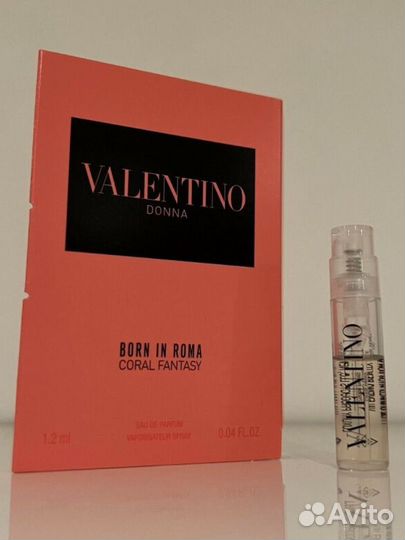 VALENTINO
DONNA
BORN IN ROMA
CORAL FANTASY
EAU DE PARFUM
VAPORISATEUR SPRAY
1.2 ml
0.04 FL.OZ
VALENTINO
Avito